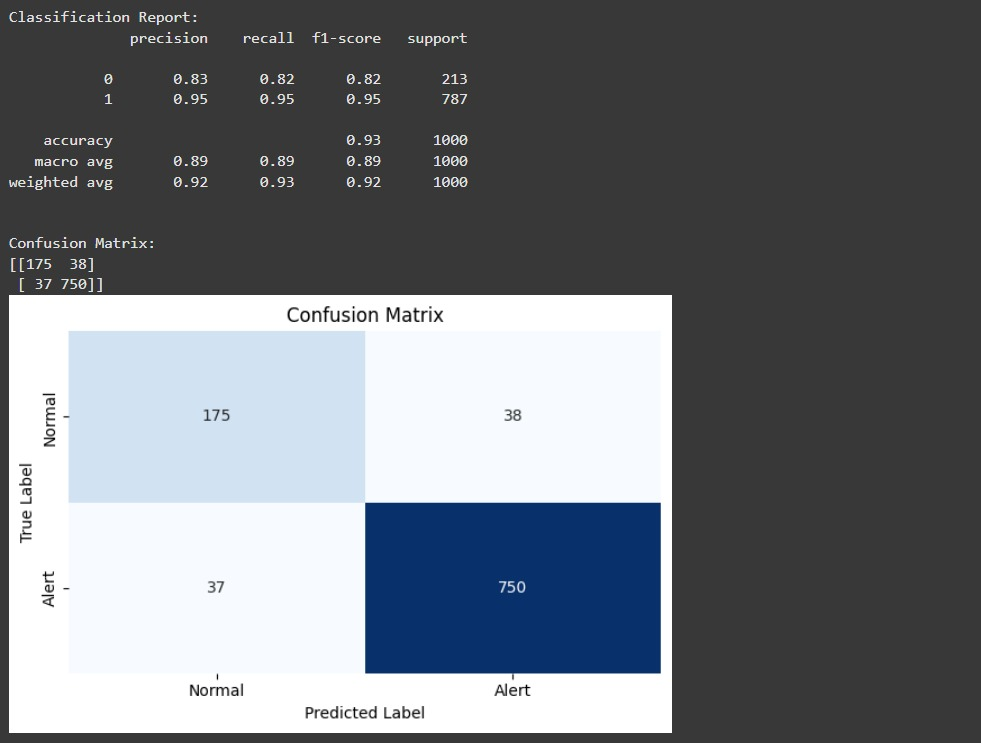 Classification Report:
precision recall f1-score support
0 0.83 0.82 0.82 213
1 0.95 0.95 0.95 787
accuracy 0.93 1000
macro avg 0.89 0.89 0.89 1000
weighted avg 0.92 0.93 0.92 1000
Confusion Matrix:
[[175 38]
[ 37 750]]
Confusion Matrix
True Label
Normal
175 38
Alert
37 750
Normal Alert
Predicted Label